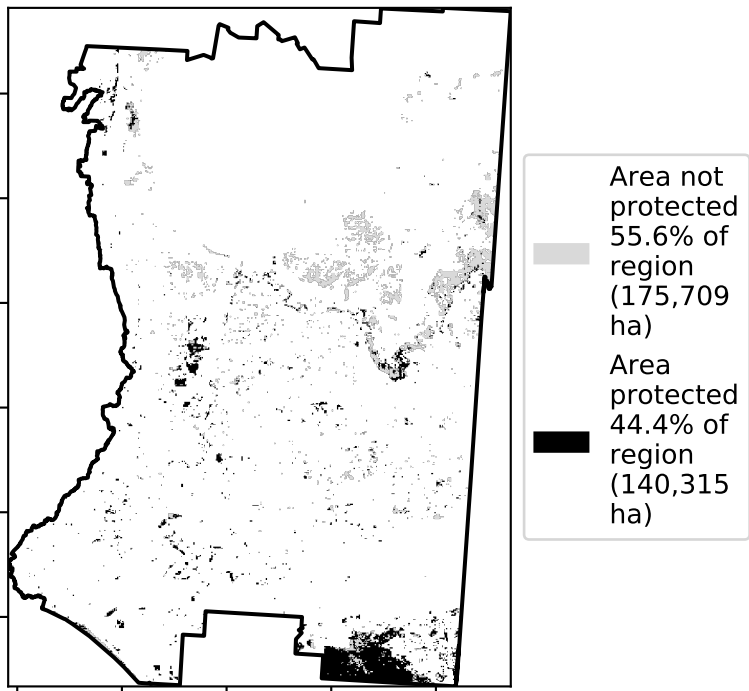 Area not
protected
55.6% of
region
(175,709
ha)
Area
protected
44.4% of
region
(140,315
ha)